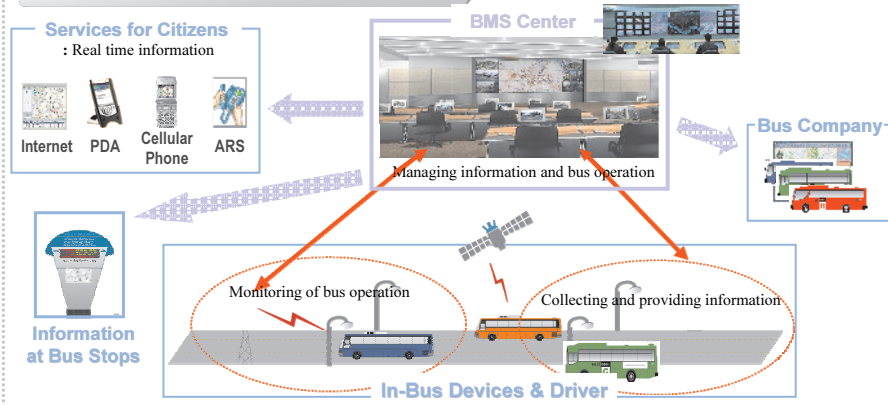 BMS Center
Services for Citizens
: Real time information
Internet
PDA
Cellular
Phone
ARS
Bus Company
Managing information and bus operation
Information
at Bus Stops
Monitoring of bus operation
Collecting and providing information
In-Bus Devices & Driver